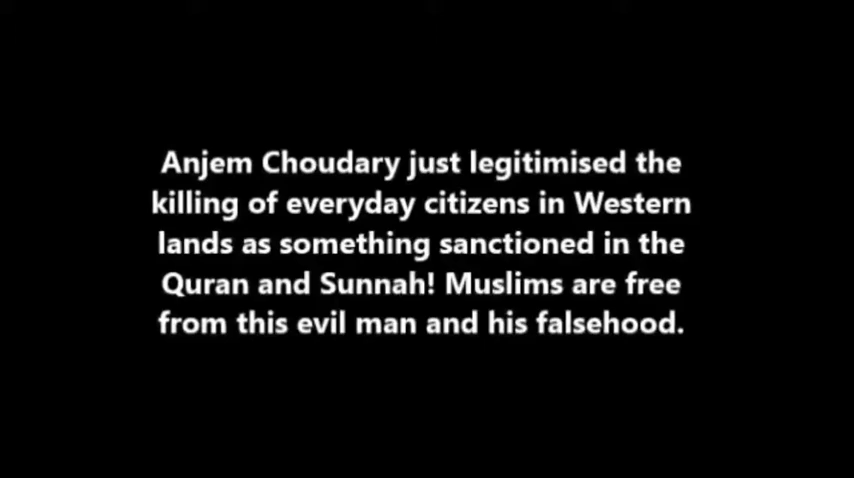 Anjem Choudary just legitimised the
killing of everyday citizens in Western
lands as something sanctioned in the
Quran and Sunnah! Muslims are free
from this evil man and his falsehood.